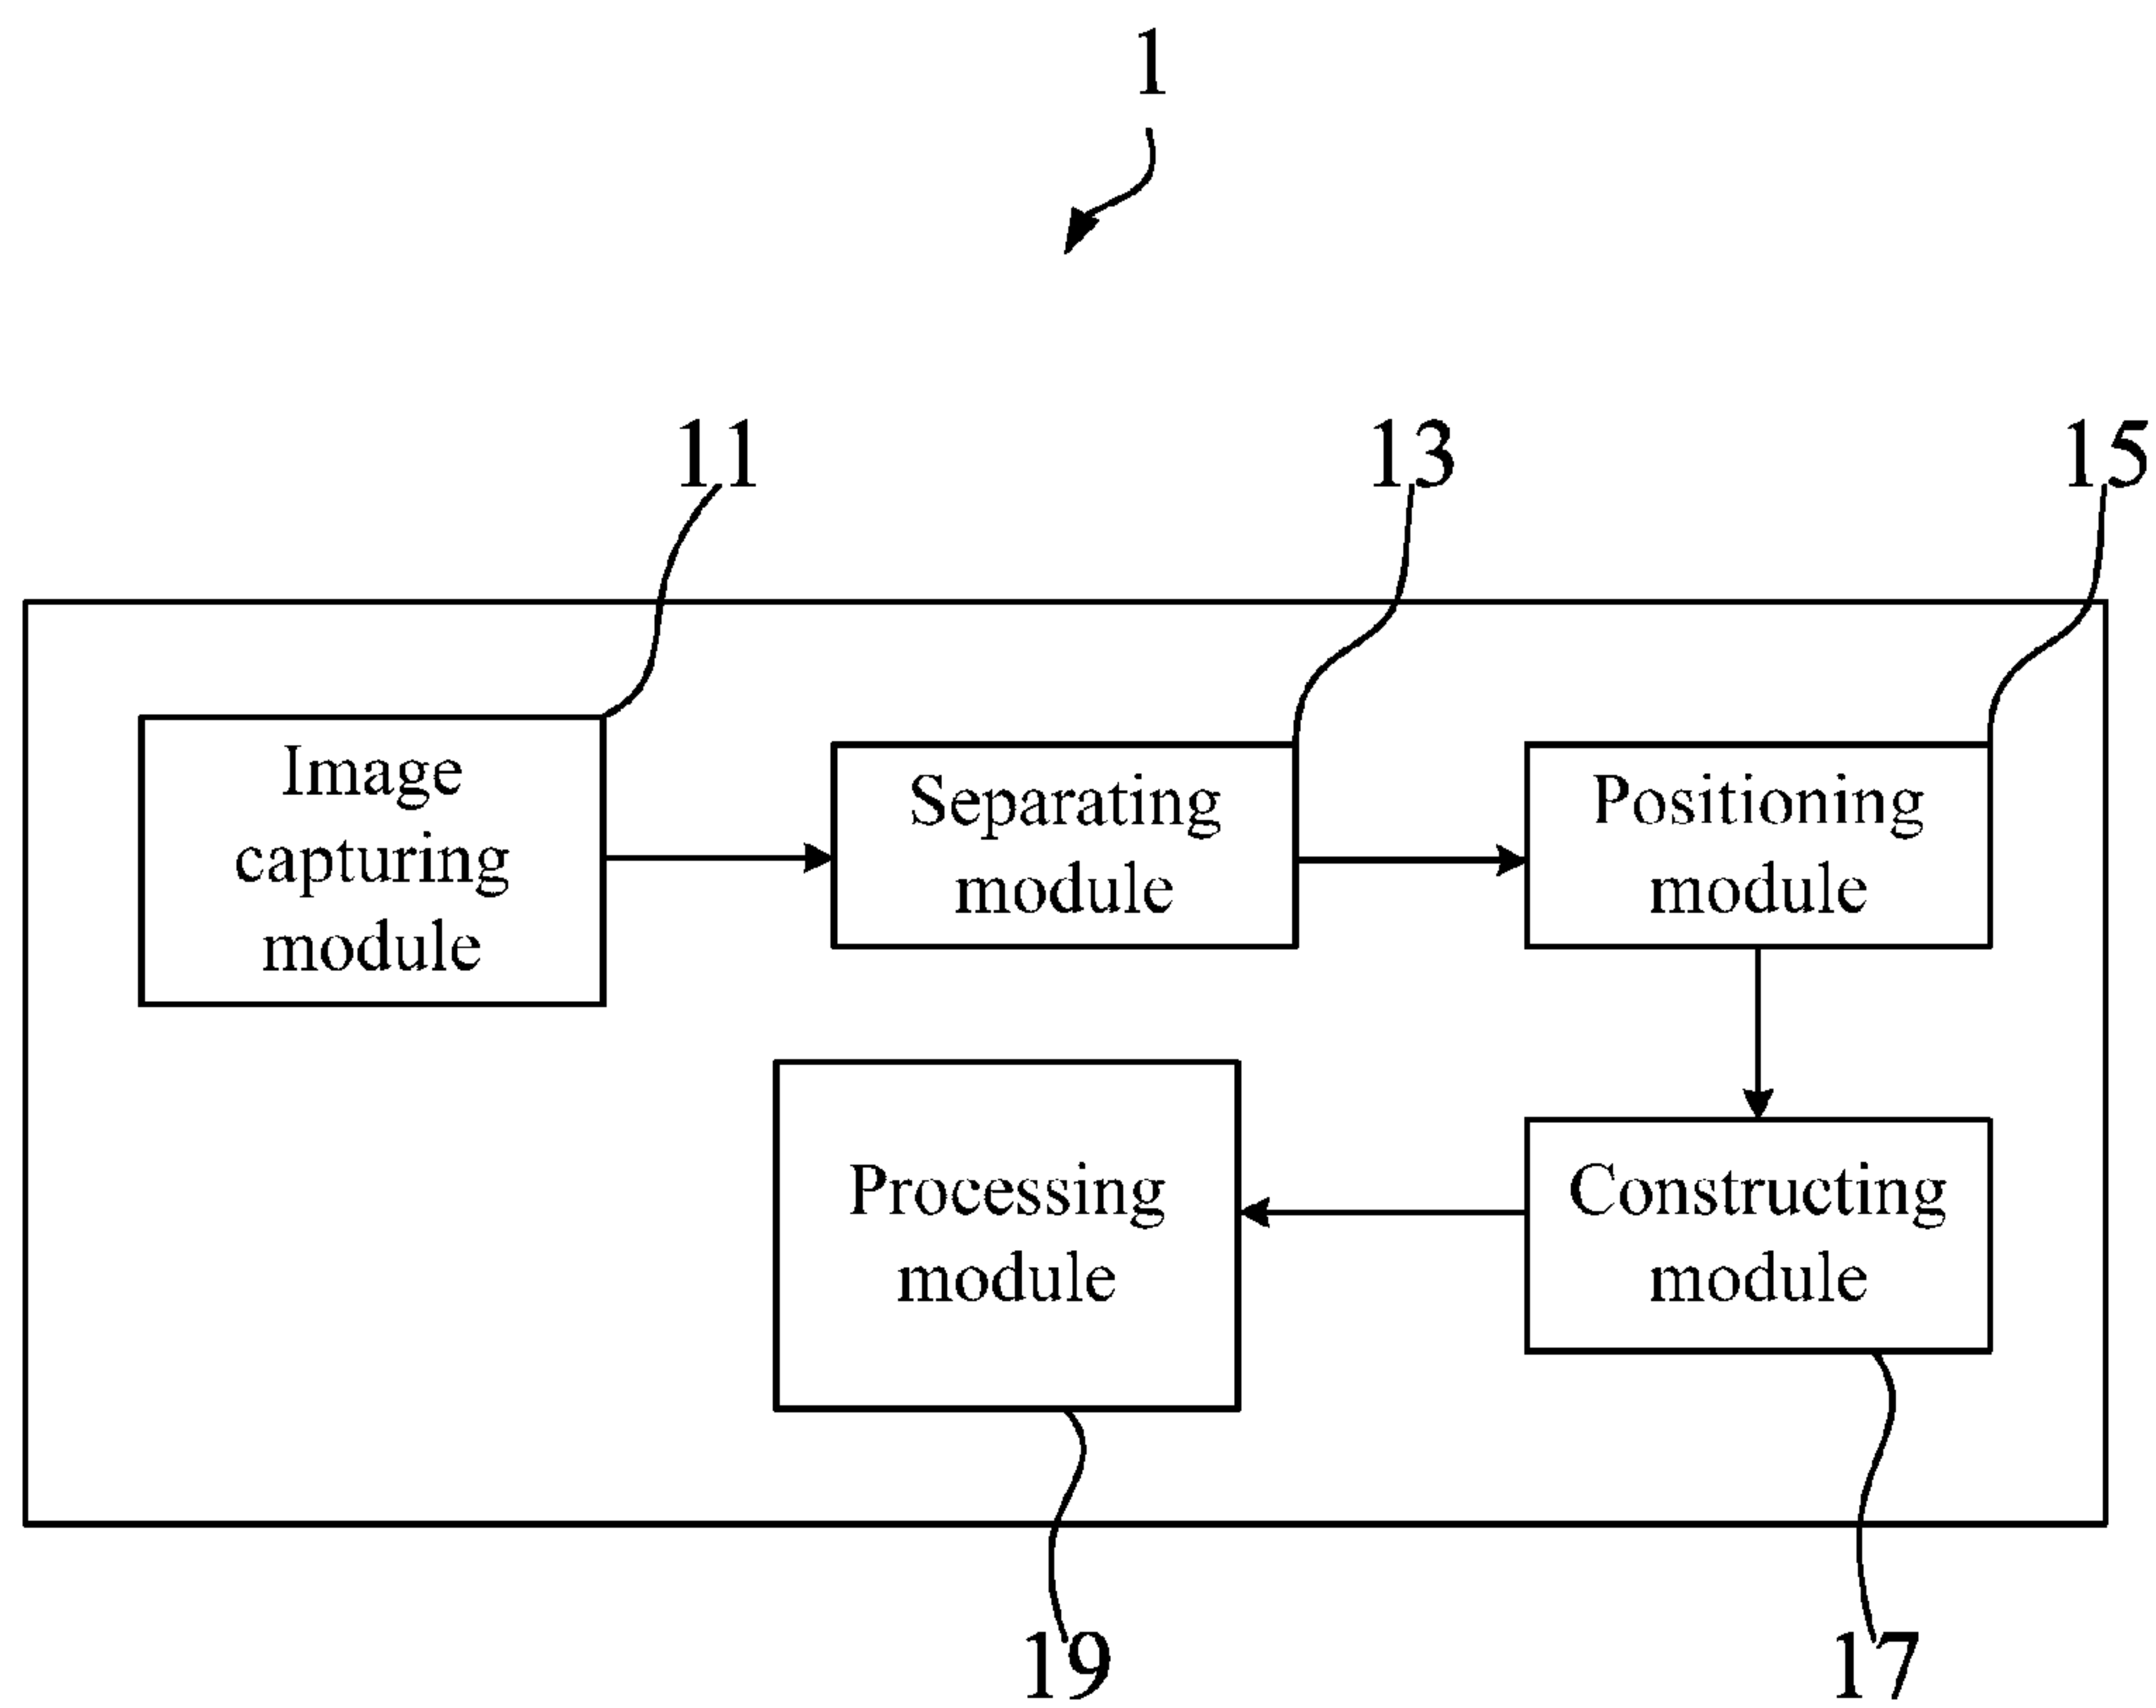 1
11
13
15
Image
capturing
module
Separating
module
Positioning
module
Processing
module
Constructing
module
19
17